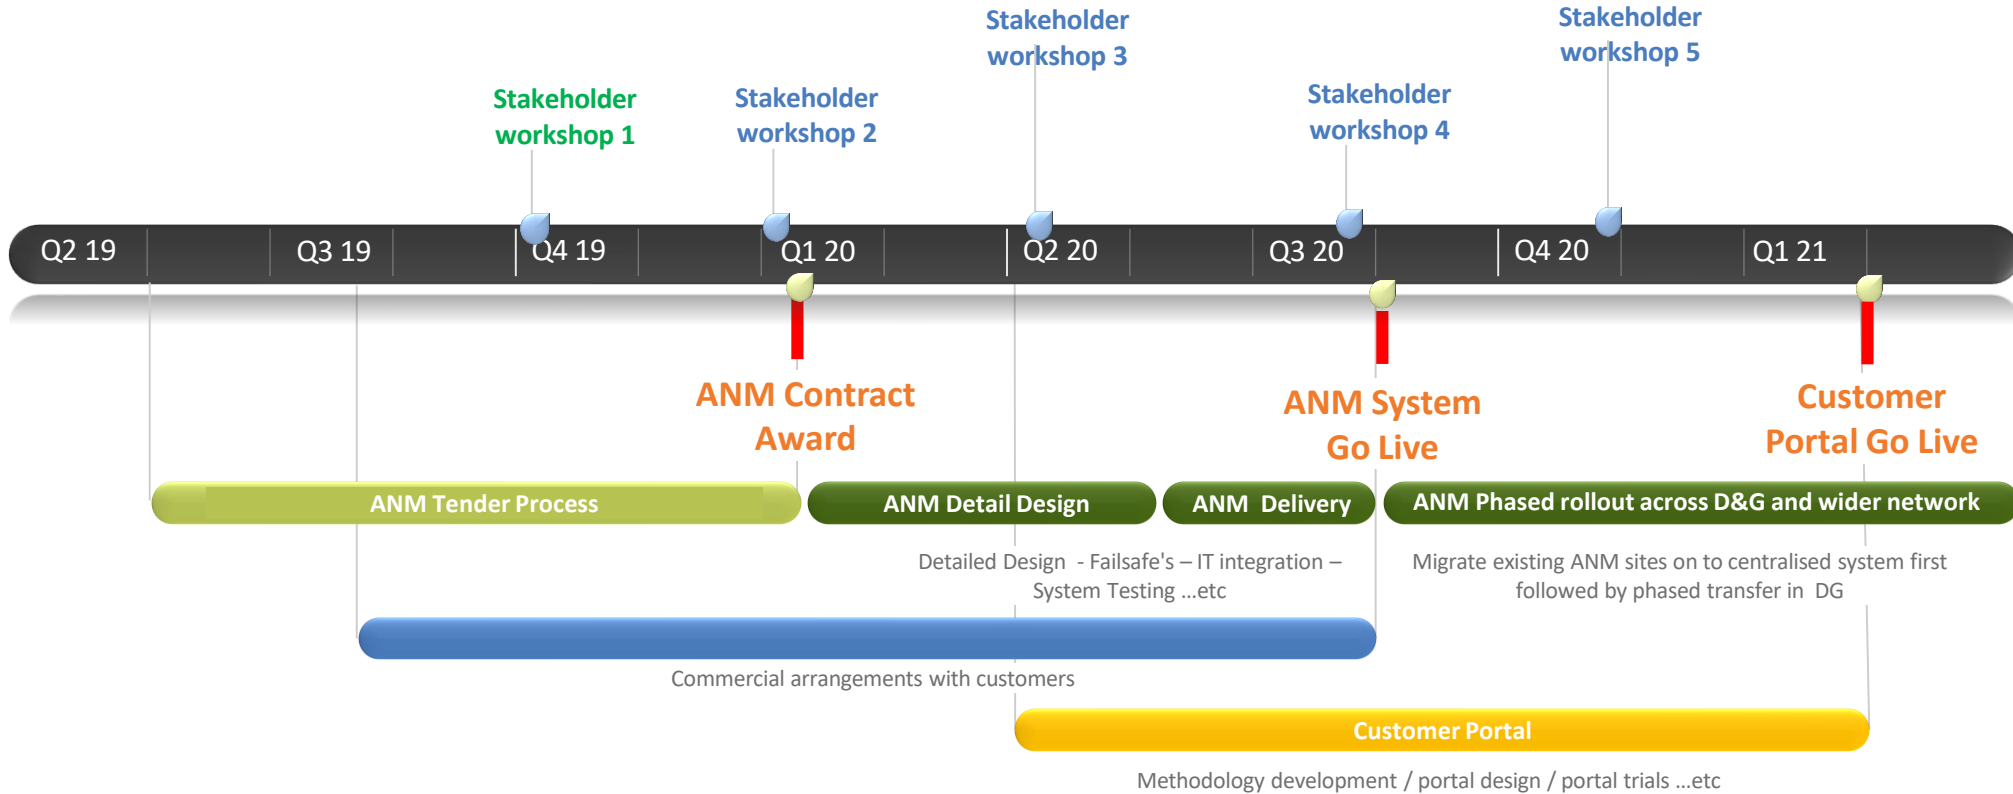 Stakeholder
workshop 3
Stakeholder
workshop 5
Stakeholder
workshop 1
Stakeholder
workshop 2
Stakeholder
workshop 4
Q2 19
Q3 19
Q4 19
Q1 20
Q2 20
Q3 20
Q4 20
Q1 21
ANM Contract
Award
ANM System
Go Live
Customer
Portal Go Live
ANM Tender Process
ANM Detail Design
ANM Delivery
ANM Phased rollout across D&G and wider network
Detailed Design - Failsafe's – IT integration –
System Testing ...etc
Migrate existing ANM sites on to centralised system first
followed by phased transfer in DG
Commercial arrangements with customers
Customer Portal
Methodology development / portal design / portal trials ...etc